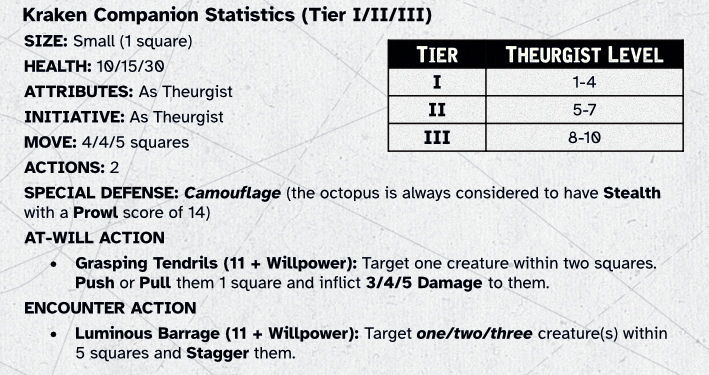 Kraken Companion Statistics (Tier I/II/III)
SIZE: Small (1 square)
HEALTH: 10/15/30
ATTRIBUTES: As Theurgist
INITIATIVE: As Theurgist
MOVE: 4/4/5 squares
ACTIONS: 2
TIER THEURGIST LEVEL
I 1-4
II 5-7
III 8-10
SPECIAL DEFENSE: Camouflage (the octopus is always considered to have Stealth
with a Prowl score of 14)
AT-WILL ACTION
• Grasping Tendrils (11 + Willpower): Target one creature within two squares.
Push or Pull them 1 square and inflict 3/4/5 Damage to them.
ENCOUNTER ACTION
• Luminous Barrage (11 + Willpower): Target one/two/three creature(s) within
5 squares and Stagger them.